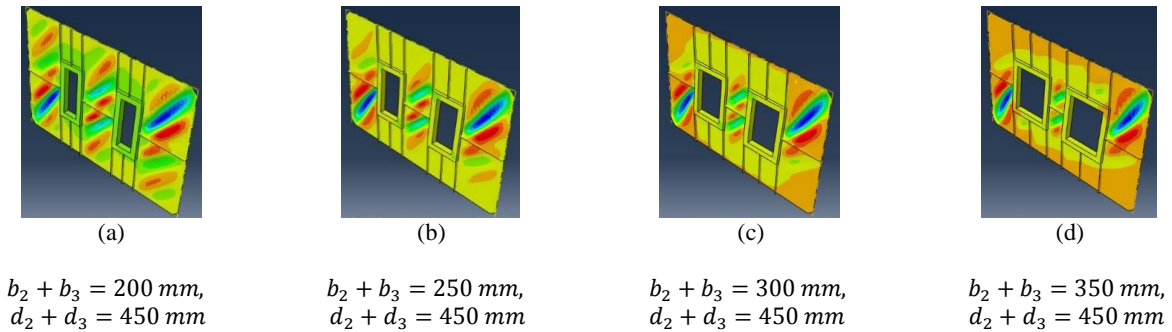 (a)
(b)
(c)
(d)
b₂ + b₃ = 200 mm,
d₂ + d₃ = 450 mm
b₂ + b₃ = 250 mm,
d₂ + d₃ = 450 mm
b₂ + b₃ = 300 mm,
d₂ + d₃ = 450 mm
b₂ + b₃ = 350 mm,
d₂ + d₃ = 450 mm